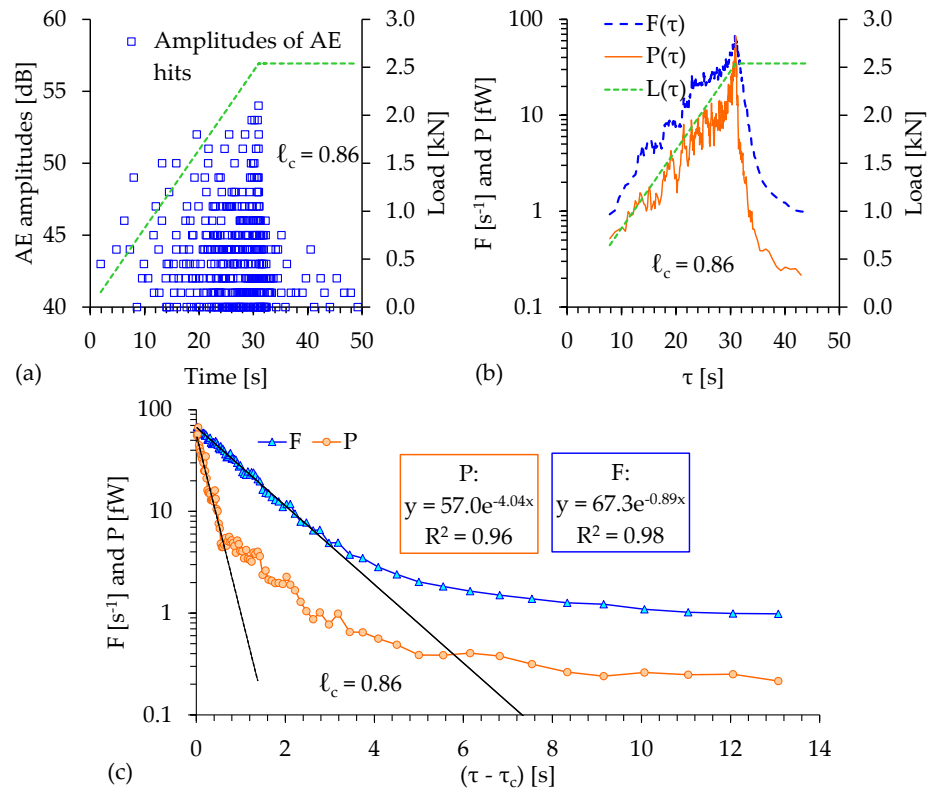 60
55
50
45
40
AE amplitudes [dB]
Amplitudes of AE
hits
ℓc = 0.86
3.0
2.5
2.0
1.5
1.0
0.5
0.0
Load [kN]
0 10 20 30 40 50
Time [s]
(a)
100
10
1
0.1
F [s⁻¹] and P [fW]
F(τ)
P(τ)
L(τ)
ℓc = 0.86
3.0
2.5
2.0
1.5
1.0
0.5
0.0
Load [kN]
0 10 20 30 40 50
τ [s]
(b)
100
10
1
0.1
F [s⁻¹] and P [fW]
F P
P:
y = 57.0e^-4.04x
R² = 0.96
F:
y = 67.3e^-0.89x
R² = 0.98
ℓc = 0.86
0 2 4 6 8 10 12 14
(τ - τc) [s]
(c)